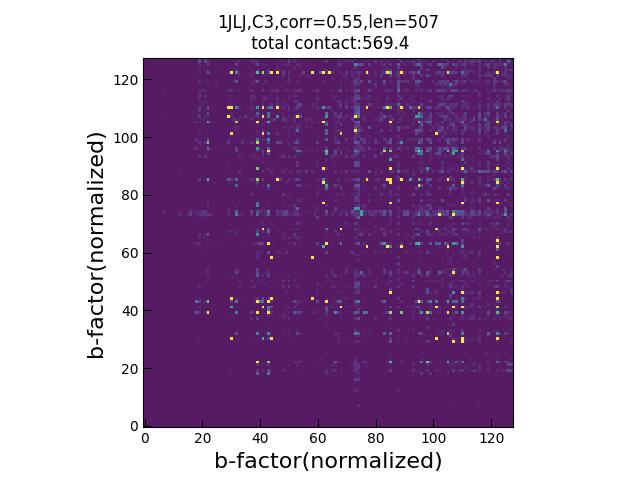 1JLJ,C3,corr=0.55,len=507
total contact:569.4
b-factor(normalized)
120
100
80
60
40
20
0
0 20 40 60 80 100 120
b-factor(normalized)